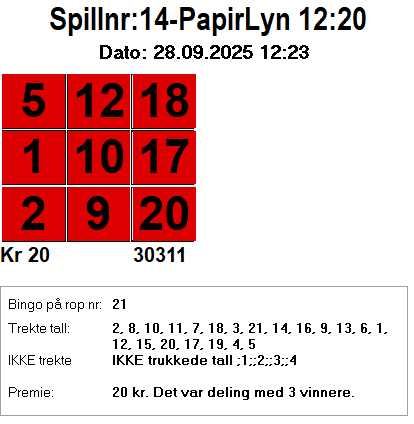 Spillnr:14-PapirLyn 12:20
Dato: 28.09.2025 12:23
5 12 18
1 10 17
2 9 20
Kr 20 30311
Bingo på rop nr: 21
Trekte tall: 2, 8, 10, 11, 7, 18, 3, 21, 14, 16, 9, 13, 6, 1,
12, 15, 20, 17, 19, 4, 5
IKKE trekte IKKE trukkede tall ;1;;2;;3;;4
Premie: 20 kr. Det var deling med 3 vinnere.